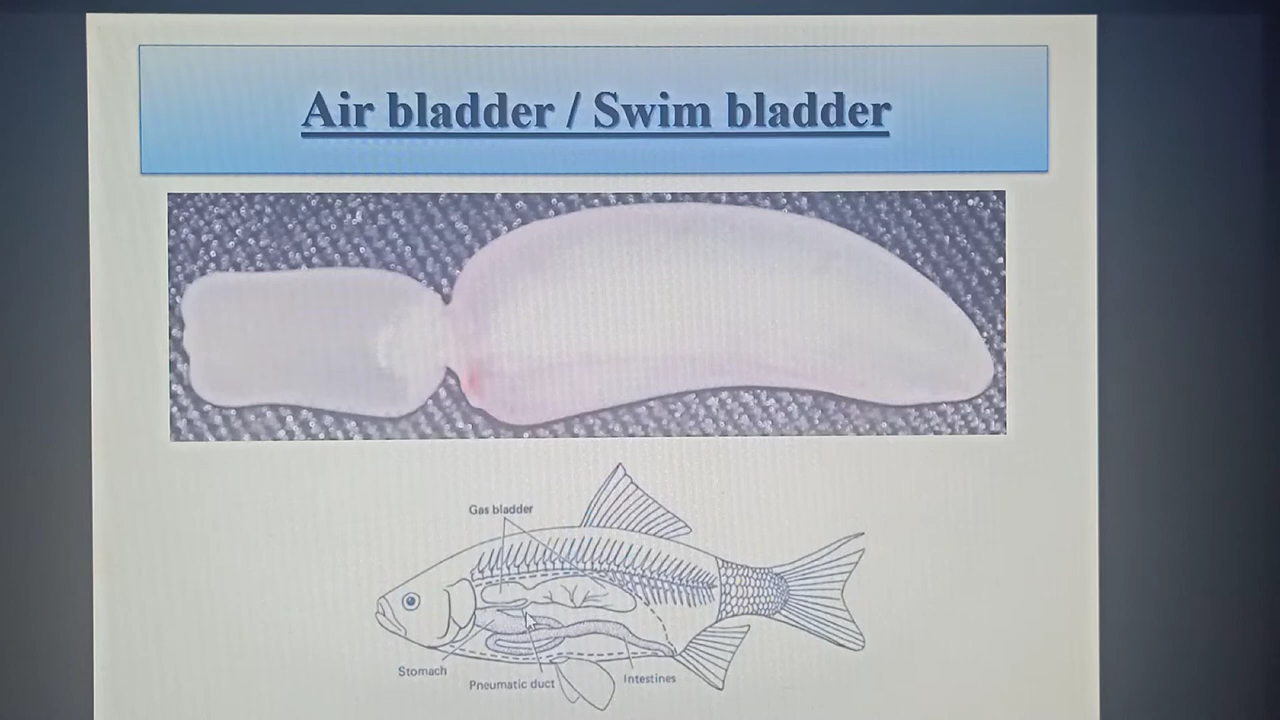 Air bladder / Swim bladder
Gas bladder
Stomach
Pneumatic duct
Intestines